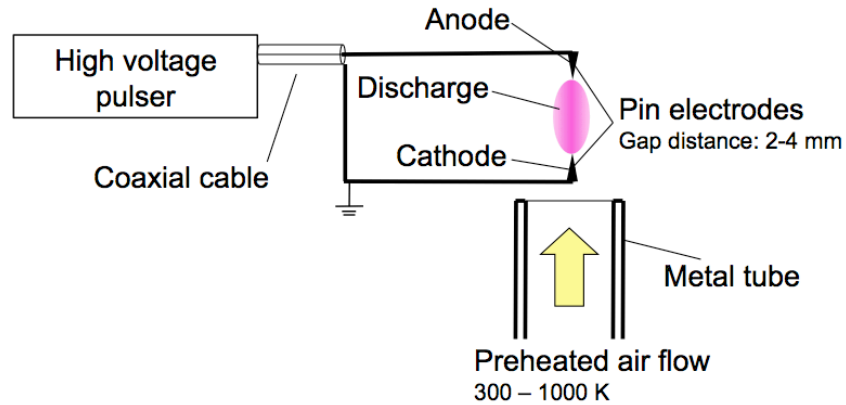 Anode
High voltage
pulser
Discharge
Pin electrodes
Gap distance: 2-4 mm
Cathode
Coaxial cable
Metal tube
Preheated air flow
300 – 1000 K